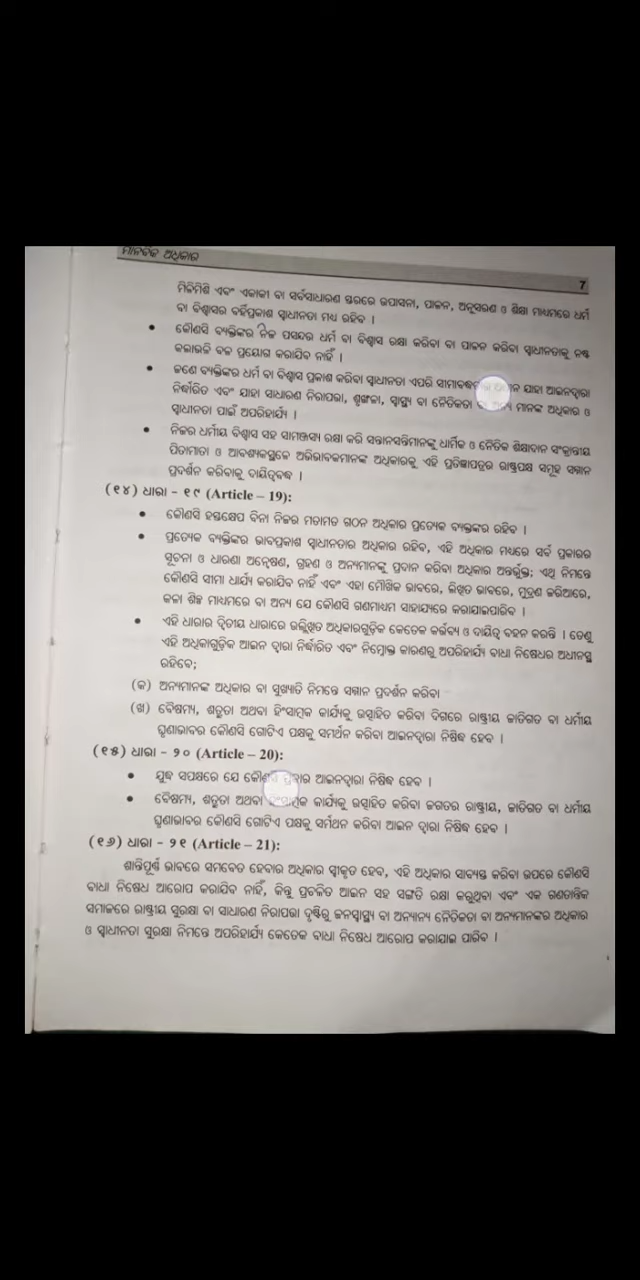 ମାନବିକ ଅଧିକାର
7
ମିଳିମିଶି ଏବଂ ଏକାକୀ ବା ସର୍ବସାଧାରଣ ସ୍ତରରେ ଉପାସନା, ପାଳନ, ଅନୁସରଣ ଓ ଶିକ୍ଷା ମାଧ୍ୟମରେ ଧର୍ମ
ବା ବିଶ୍ୱାସର ବର୍ହିପ୍ରକାଶ ସ୍ୱାଧୀନତା ମଧ୍ୟ ରହିବ ।
• କୌଣସି ବ୍ୟକ୍ତିଙ୍କର ନିଜ ପସନ୍ଦର ଧର୍ମ ବା ବିଶ୍ୱାସ ରକ୍ଷା କରିବା ବା ପାଳନ କରିବା ସ୍ୱାଧୀନତାକୁ ନଷ୍ଟ
କଲାଭଳି ବଳ ପ୍ରୟୋଗ କରାଯିବ ନାହିଁ ।
• ଜଣେ ବ୍ୟକ୍ତିଙ୍କର ଧର୍ମ ବା ବିଶ୍ୱାସ ପ୍ରକାଶ କରିବା ସ୍ୱାଧୀନତା ଏପରି ଯାହା ଆଇନଦ୍ୱାରା
ନିର୍ଦ୍ଧାରିତ ଏବଂ ଯାହା ସାଧାରଣ ନିରାପତ୍ତା, ଶୃଙ୍ଖଳା, ସ୍ୱାସ୍ଥ୍ୟ ବା ନୈତିକତା ମାନଙ୍କ ଅଧିକାର ଓ
ସ୍ୱାଧୀନତା ପାଇଁ ଅପରିହାର୍ଯ୍ୟ ।
• ନିଜର ଧର୍ମୀୟ ବିଶ୍ୱାସ ସହ ସାମଞ୍ଜସ୍ୟ ରକ୍ଷା କରି ସନ୍ତାନସନ୍ତତିମାନଙ୍କୁ ଧାର୍ମିକ ଓ ନୈତିକ ଶିକ୍ଷାଦାନ ସଂକ୍ରାନ୍ତୀୟ
ପିତାମାତା ଓ ଆବଶ୍ୟକସ୍ଥଳେ ଅଭିଭାବକମାନଙ୍କ ଅଧିକାରକୁ ଏହି ପ୍ରତିଜ୍ଞାପତ୍ରର ରାଷ୍ଟ୍ରପକ୍ଷ ସମୂହ ସମ୍ମାନ
ପ୍ରଦର୍ଶନ କରିବାକୁ ଦାୟିତ୍ୱବଦ୍ଧ ।
(୧୪) ଧାରା - ୧୯ (Article – 19):
• କୌଣସି ହସ୍ତକ୍ଷେପ ବିନା ନିଜର ମତାମତ ଗଠନ ଅଧିକାର ପ୍ରତ୍ୟେକ ବ୍ୟକ୍ତଙ୍କର ରହିବ ।
• ପ୍ରତ୍ୟେକ ବ୍ୟକ୍ତିଙ୍କର ଭାବପ୍ରକାଶ ସ୍ୱାଧୀନତାର ଅଧିକାର ରହିବ, ଏହି ଅଧିକାର ମଧ୍ୟରେ ସର୍ବ ପ୍ରକାରର
ସୂଚନା ଓ ଧାରଣା ଅନ୍ୱେଷଣ, ଗ୍ରହଣ ଓ ଅନ୍ୟମାନଙ୍କୁ ପ୍ରଦାନ କରିବା ଅଧିକାର ଅନ୍ତର୍ଭୁକ୍ତ; ଏଥି ନିମନ୍ତେ
କୌଣସି ସୀମା ଧାର୍ଯ୍ୟ କରାଯିବ ନାହିଁ ଏବଂ ଏହା ମୌଖିକ ଭାବରେ, ଲିଖିତ ଭାବରେ, ମୁଦ୍ରଣ ଜରିଆରେ,
କଳା ଶିଳ୍ପ ମାଧ୍ୟମରେ ବା ଅନ୍ୟ ଯେ କୌଣସି ଗଣମାଧ୍ୟମ ସାହାଯ୍ୟରେ କରାଯାଇପାରିବ ।
• ଏହି ଧାରାର ଦ୍ୱିତୀୟ ଧାରାରେ ଉଲ୍ଲିଖିତ ଅଧିକାରଗୁଡ଼ିକ କେତେକ କର୍ତ୍ତବ୍ୟ ଓ ଦାୟିତ୍ୱ ବହନ କରନ୍ତି । ତେଣୁ
ଏହି ଅଧିକାଗୁଡ଼ିକ ଆଇନ ଦ୍ୱାରା ନିର୍ଦ୍ଧାରିତ ଏବଂ ନିମ୍ନୋକ୍ତ କାରଣରୁ ଅପରିହାର୍ଯ୍ୟ ବାଧା ନିଷେଧର ଅଧୀନସ୍ଥ
ରହିବେ;
(କ) ଅନ୍ୟମାନଙ୍କ ଅଧିକାର ବା ସୁଖ୍ୟାତି ନିମନ୍ତେ ସମ୍ମାନ ପ୍ରଦର୍ଶନ କରିବା
(ଖ) ବୈଷମ୍ୟ, ଶତ୍ରୁତା ଅଥବା ହିଂସାତ୍ମକ କାର୍ଯ୍ୟକୁ ଉତ୍ସାହିତ କରିବା ଦିଗରେ ରାଷ୍ଟ୍ରୀୟ ଜାତିଗତ ବା ଧର୍ମୀୟ
ଘୃଣାଭାବର କୌଣସି ଗୋଟିଏ ପକ୍ଷକୁ ସମର୍ଥନ କରିବା ଆଇନଦ୍ୱାରା ନିଷିଦ୍ଧ ହେବ ।
(୧୫) ଧାରା - ୨୦ (Article – 20):
• ଯୁଦ୍ଧ ସପକ୍ଷରେ ଯେ କୌଣସି ପ୍ରଚାର ଆଇନଦ୍ୱାରା ନିଷିଦ୍ଧ ହେବ ।
• ବୈଷମ୍ୟ, ଶତ୍ରୁତା ଅଥବା ହିଂସାତ୍ମକ କାର୍ଯ୍ୟକୁ ଉତ୍ସାହିତ କରିବା ଜଗତର ରାଷ୍ଟ୍ରୀୟ, ଜାତିଗତ ବା ଧର୍ମୀୟ
ଘୃଣାଭାବର କୌଣସି ଗୋଟିଏ ପକ୍ଷକୁ ସର୍ମଥନ କରିବା ଆଇନ ଦ୍ୱାରା ନିଷିଦ୍ଧ ହେବ ।
(୧୬) ଧାରା - ୨୧ (Article – 21):
ଶାନ୍ତିପୂର୍ଣ୍ଣ ଭାବରେ ସମବେତ ହେବାର ଅଧିକାର ସ୍ୱୀକୃତ ହେବ, ଏହି ଅଧିକାର ସାବ୍ୟସ୍ତ କରିବା ଉପରେ କୌଣସି
ବାଧା ନିଷେଧ ଆରୋପ କରାଯିବ ନାହିଁ, କିନ୍ତୁ ପ୍ରଚଳିତ ଆଇନ ସହ ସଙ୍ଗତି ରକ୍ଷା କରୁଥିବା ଏବଂ ଏକ ଗଣତାନ୍ତ୍ରିକ
ସମାଜରେ ରାଷ୍ଟ୍ରୀୟ ସୁରକ୍ଷା ବା ସାଧାରଣ ନିରାପତ୍ତା ଦୃଷ୍ଟିରୁ ଜନସ୍ୱାସ୍ଥ୍ୟ ବା ଅନ୍ୟାନ୍ୟ ନୈତିକତା ବା ଅନ୍ୟମାନଙ୍କର ଅଧିକାର
ଓ ସ୍ୱାଧୀନତା ସୁରକ୍ଷା ନିମନ୍ତେ ଅପରିହାର୍ଯ୍ୟ କେତେକ ବାଧା ନିଷେଧ ଆରୋପ କରାଯାଇ ପାରିବ ।